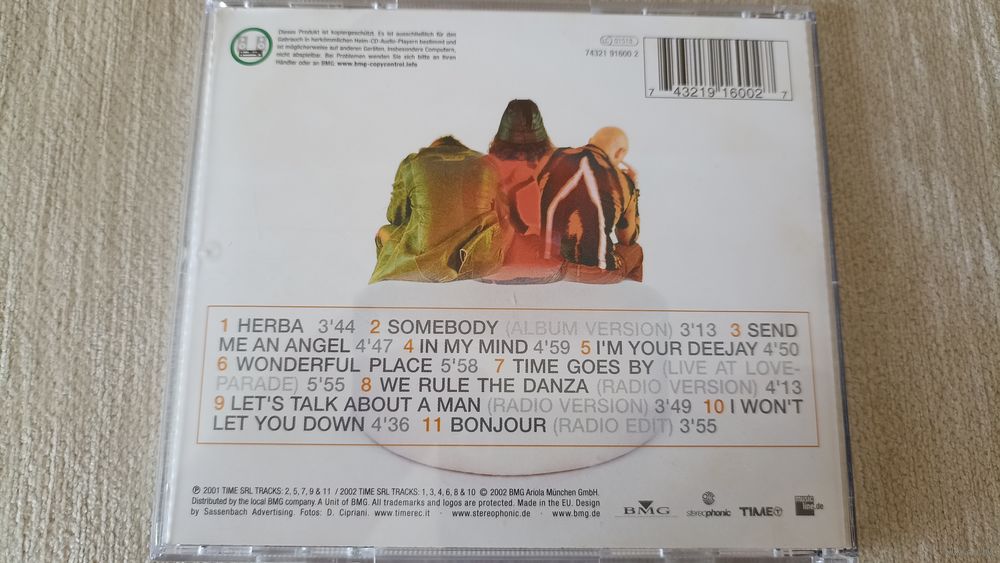 Dieses Produkt ist kopiergeschützt. Es ist ausschließlich für den
Gebrauch in herkömmlichen Heim-CD-Audio-Playern bestimmt und
ist möglicherweise auf anderen Geräten, insbesondere Computern,
nicht abspielbar. Bei Problemen wenden Sie sich bitte an Ihren
Händler oder an BMG: www.bmg-copycontrol.info
LC 01518
74321 91600 2
7 43219 16002 7
1 HERBA 3'44 2 SOMEBODY (ALBUM VERSION) 3'13 3 SEND
ME AN ANGEL 4'47 4 IN MY MIND 4'59 5 I'M YOUR DEEJAY 4'50
6 WONDERFUL PLACE 5'58 7 TIME GOES BY (LIVE AT LOVE-
PARADE) 5'55 8 WE RULE THE DANZA (RADIO VERSION) 4'13
9 LET'S TALK ABOUT A MAN (RADIO VERSION) 3'49 10 I WON'T
LET YOU DOWN 4'36 11 BONJOUR (RADIO EDIT) 3'55
℗ 2001 TIME SRL TRACKS: 2, 5, 7, 9 & 11 / 2002 TIME SRL TRACKS: 1, 3, 4, 6, 8 & 10 © 2002 BMG Ariola München GmbH.
Distributed by the local BMG company. A Unit of BMG. All trademarks and logos are protected. Made in the EU. Design
by Sassenbach Advertising. Fotos: D. Cipriani. www.timerec.it · www.stereophonic.de · www.bmg.de
BMG stereophonic TIME music line.de